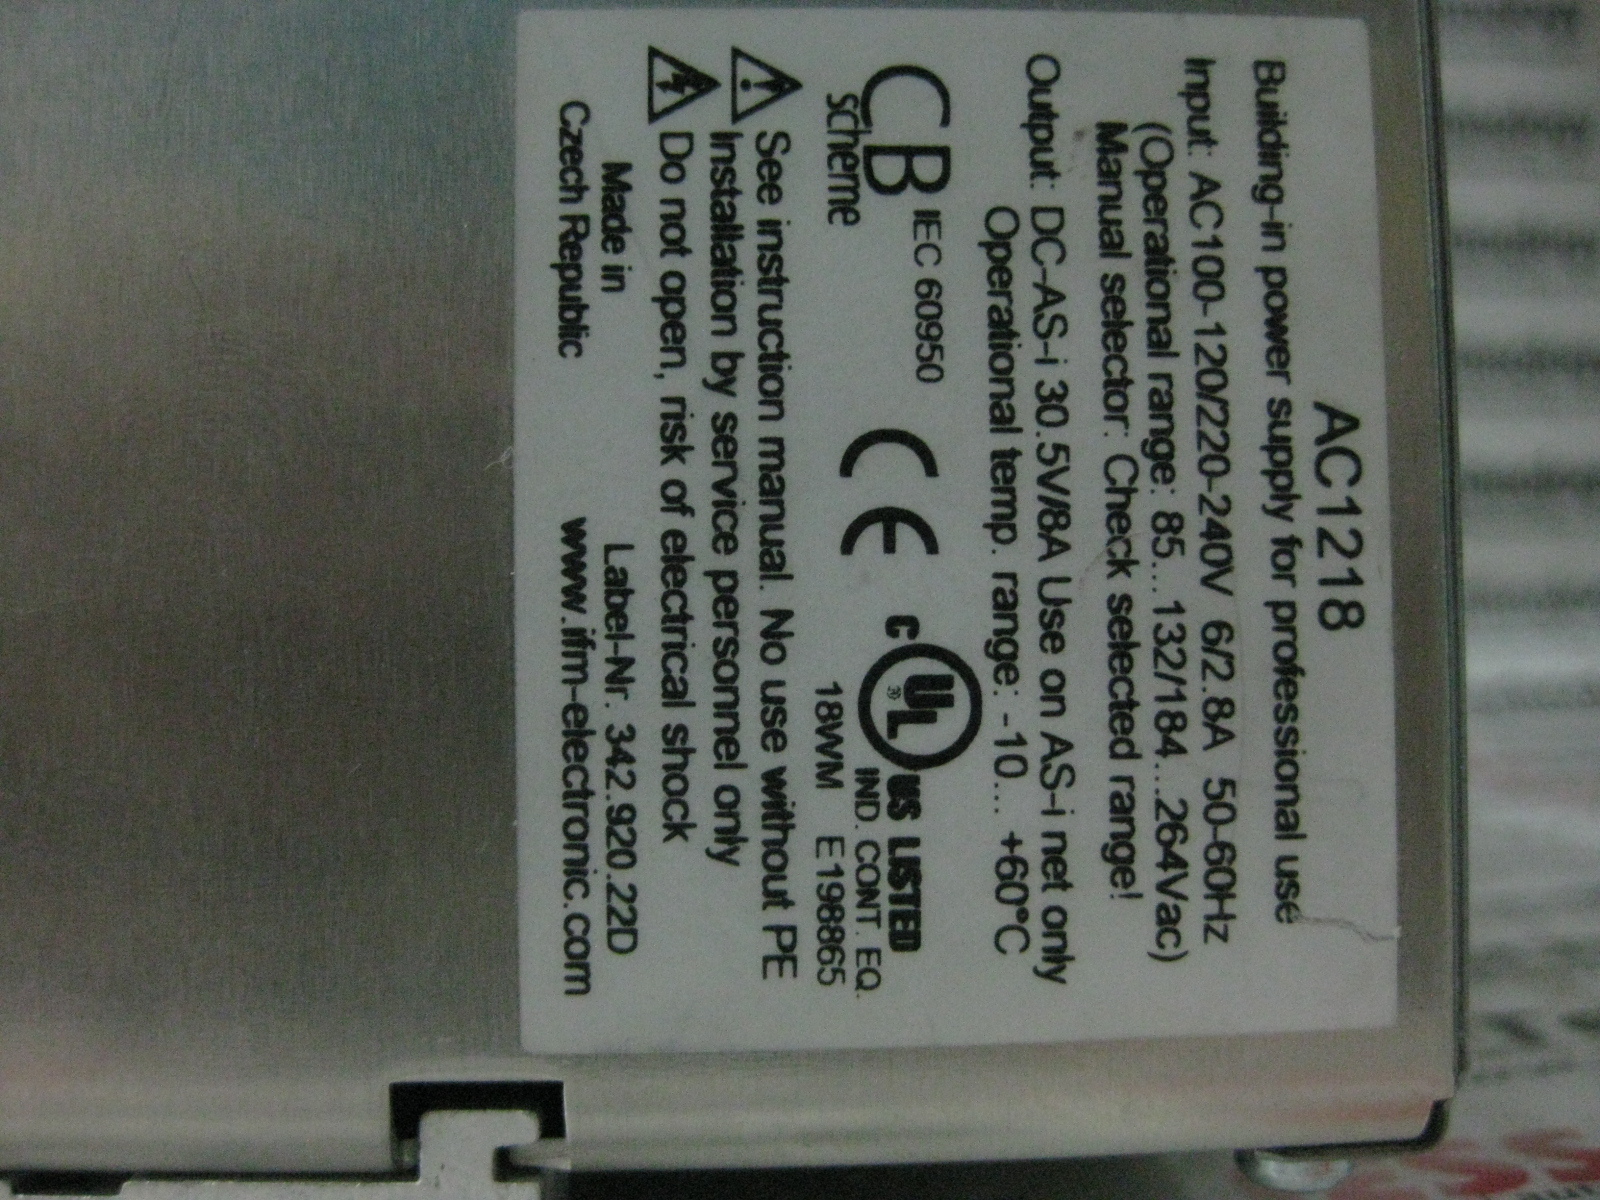 AC1218
Building-in power supply for professional use
Input: AC100-120/220-240V 6/2.8A 50-60Hz
(Operational range: 85...132/184...264Vac)
Manual selector: Check selected range!
Output: DC-AS-i 30.5V/8A Use on AS-i net only
Operational temp. range: -10... +60°C
CB
scheme
IEC 60950
CE
c UL US LISTED
IND. CONT. EQ.
18WM E198865
See instruction manual. No use without PE
Installation by service personnel only
Do not open, risk of electrical shock
Made in
Czech Republic
Label-Nr. 342.920.22D
www.ifm-electronic.com